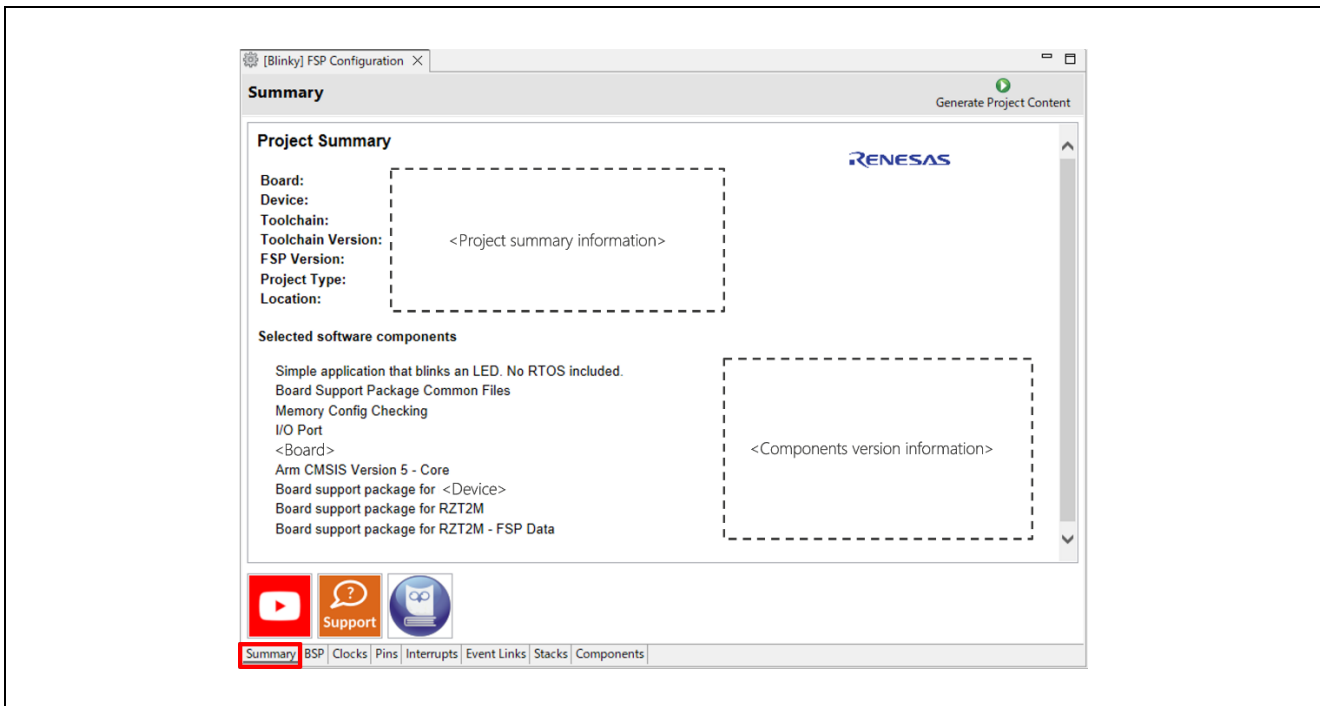 [Blinky] FSP Configuration
Summary
Generate Project Content
Project Summary
RENESAS
Board:
Device:
Toolchain:
Toolchain Version:
FSP Version:
Project Type:
Location:
<Project summary information>
Selected software components
Simple application that blinks an LED. No RTOS included.
Board Support Package Common Files
Memory Config Checking
I/O Port
<Board>
Arm CMSIS Version 5 - Core
Board support package for <Device>
Board support package for RZT2M
Board support package for RZT2M - FSP Data
<Components version information>
? Support
Summary BSP Clocks Pins Interrupts Event Links Stacks Components